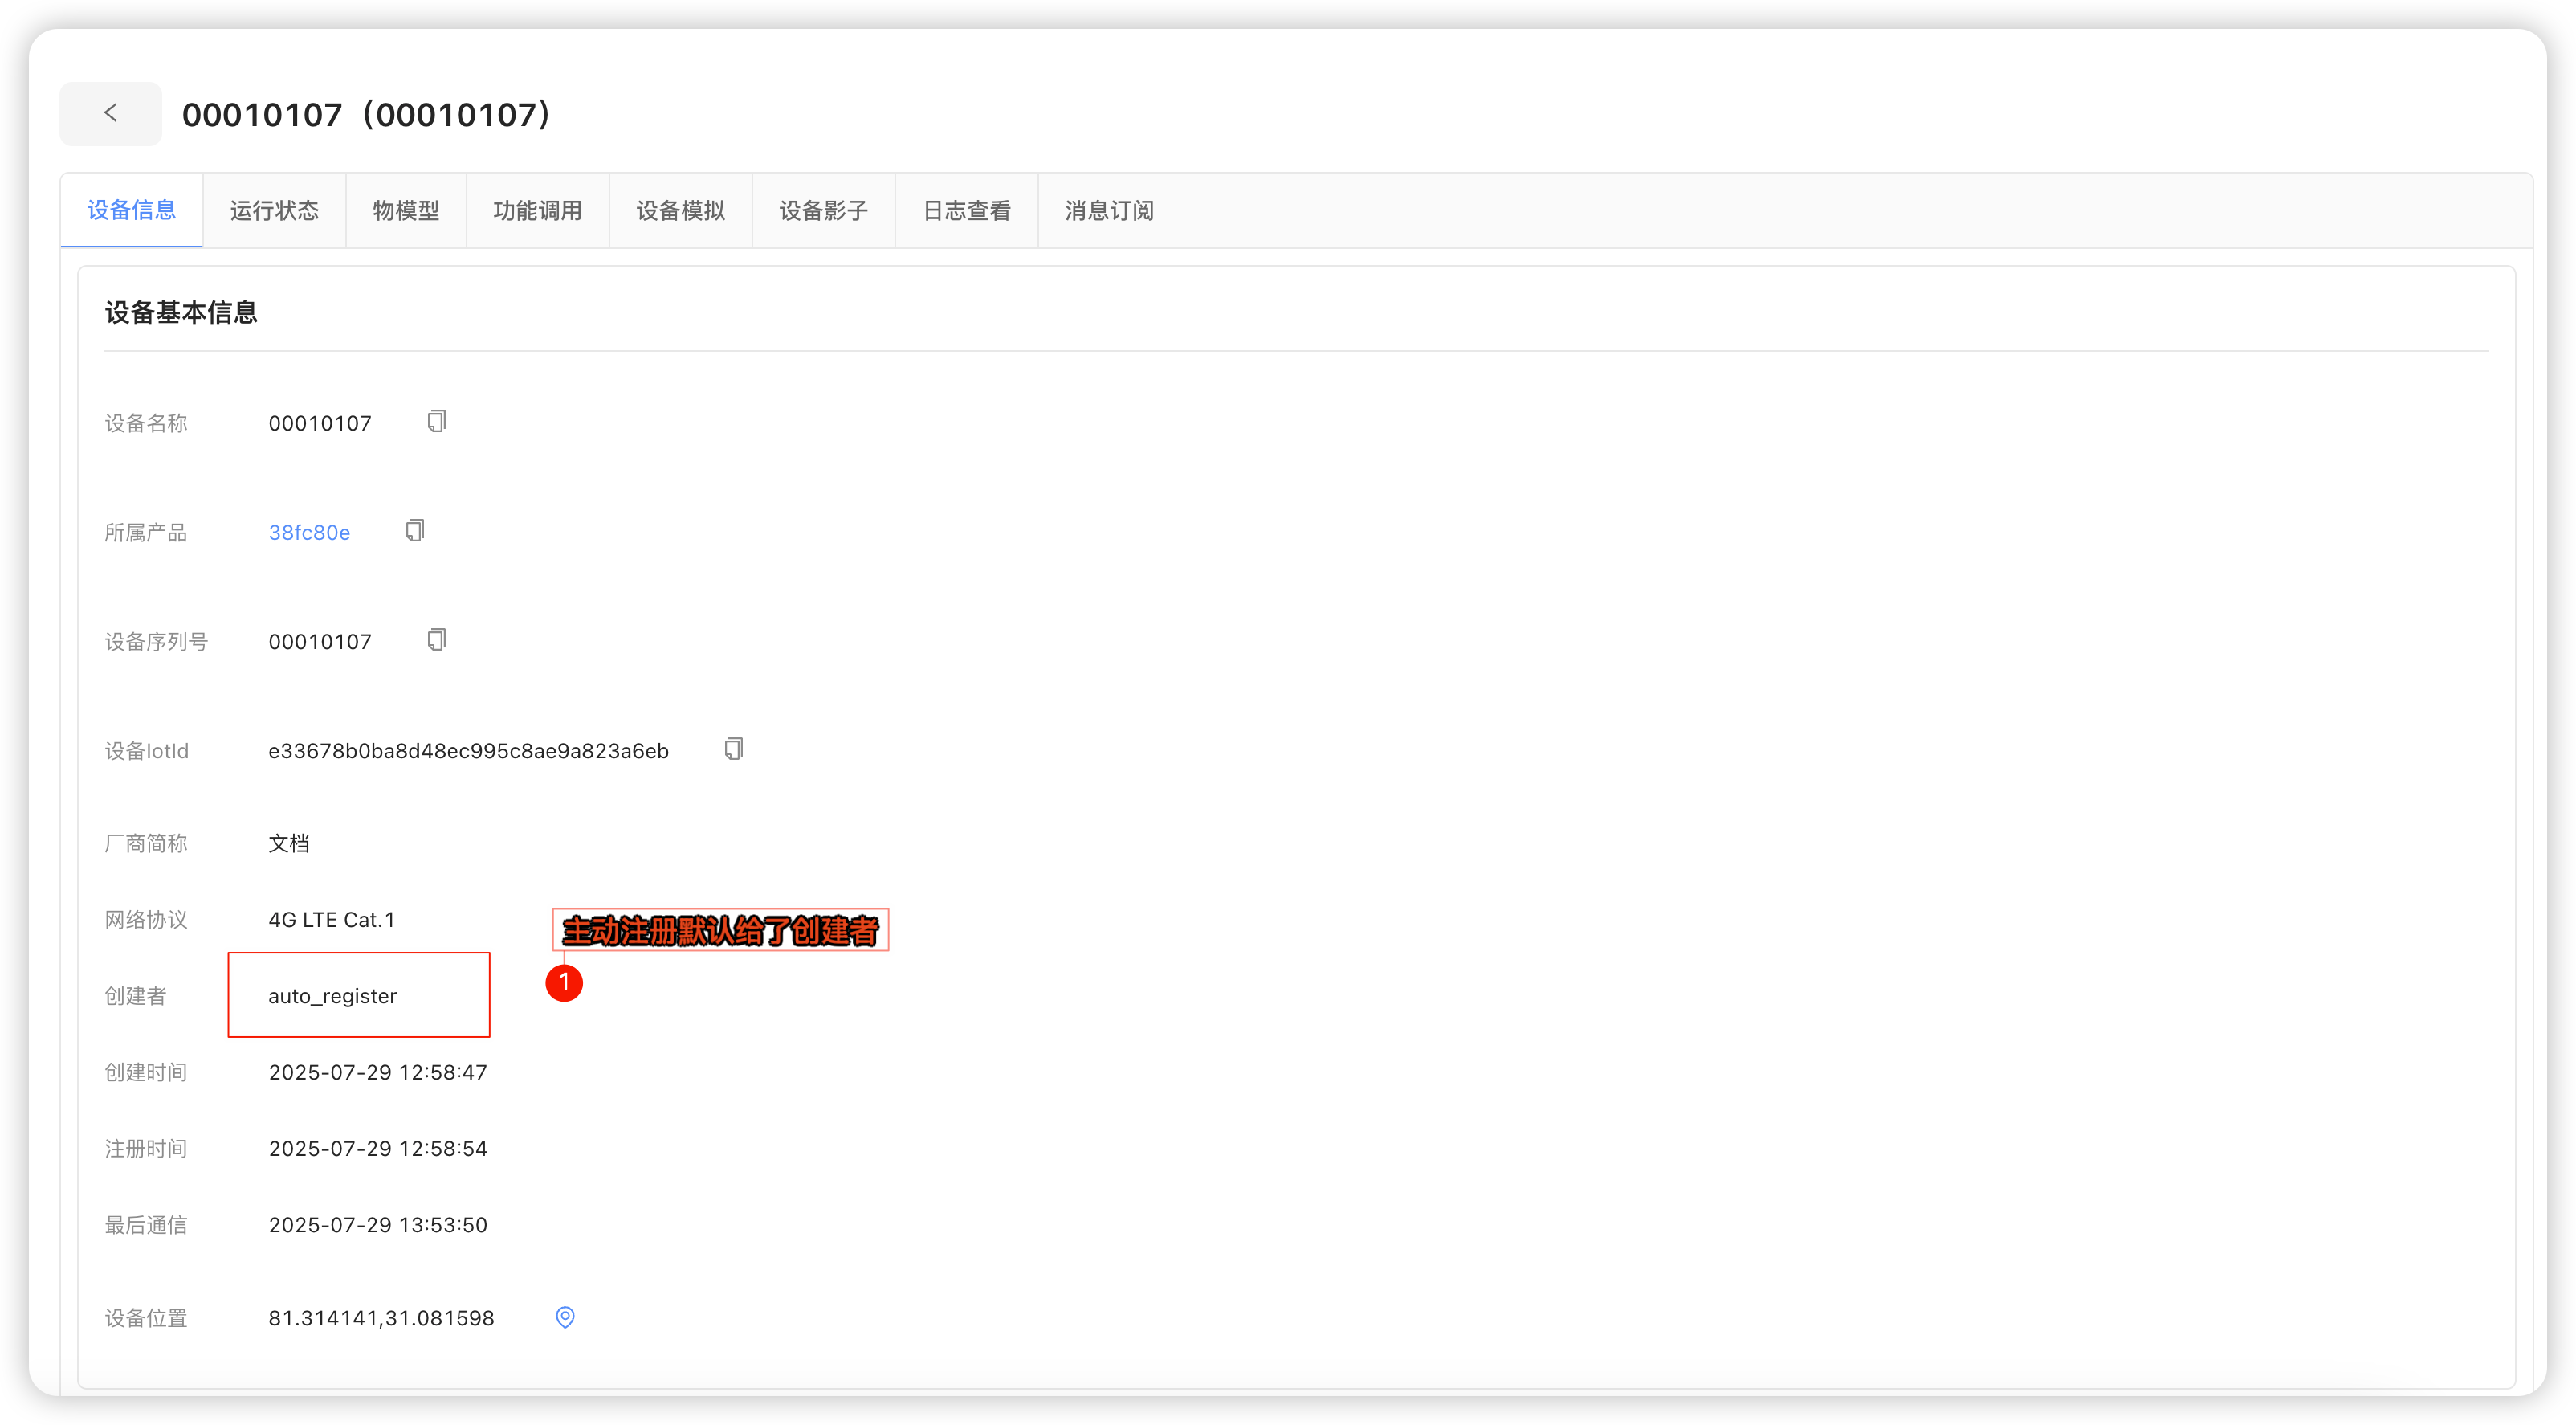 00010107（00010107）
设备信息 运行状态 物模型 功能调用 设备模拟 设备影子 日志查看 消息订阅
设备基本信息
设备名称 00010107
所属产品 38fc80e
设备序列号 00010107
设备IotId e33678b0ba8d48ec995c8ae9a823a6eb
厂商简称 文档
网络协议 4G LTE Cat.1
主动注册默认给了创建者
1
创建者 auto_register
创建时间 2025-07-29 12:58:47
注册时间 2025-07-29 12:58:54
最后通信 2025-07-29 13:53:50
设备位置 81.314141,31.081598